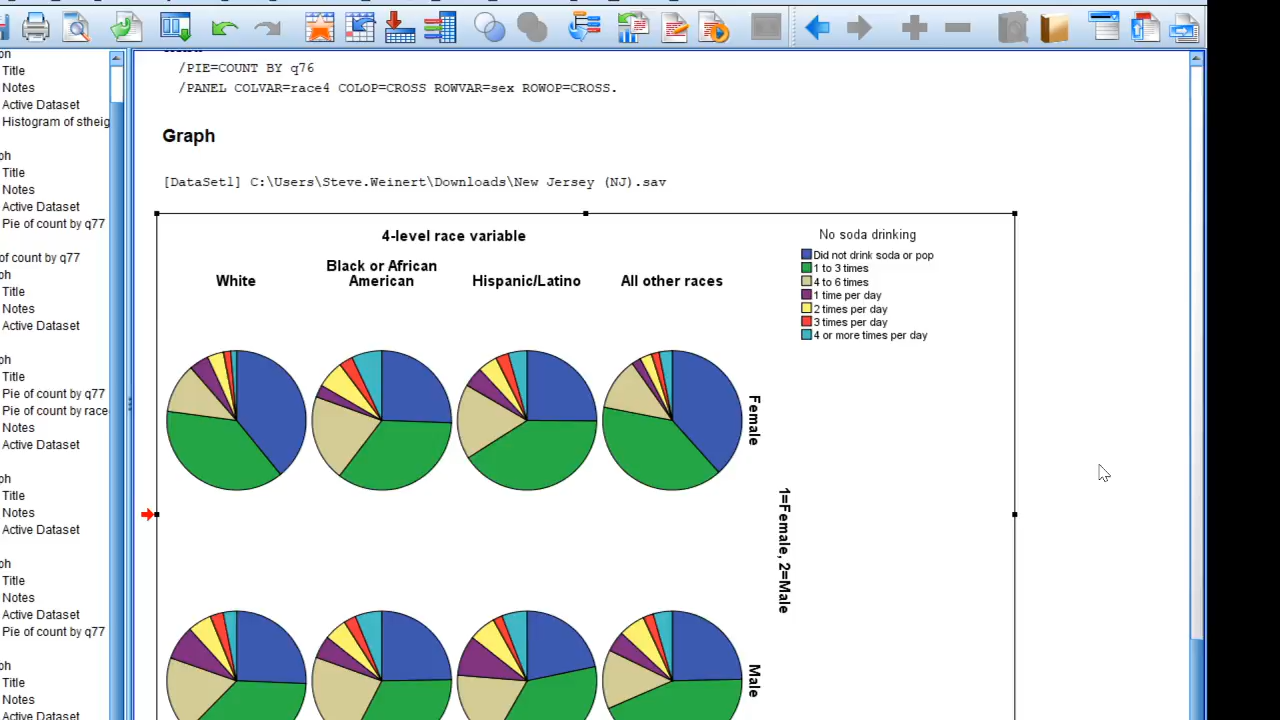 on
Title
Notes
Active Dataset
Histogram of stheig
ph
Title
Notes
Active Dataset
Pie of count by q77
of count by q77
ph
Title
Notes
Active Dataset
ph
Title
Pie of count by q77
Pie of count by race
Notes
Active Dataset
ph
Title
Notes
Active Dataset
ph
Title
Notes
Active Dataset
Pie of count by q77
ph
Title
Notes
Active Dataset
/PIE=COUNT BY q76
/PANEL COLVAR=race4 COLOP=CROSS ROWVAR=sex ROWOP=CROSS.
Graph
[DataSet1] C:\Users\Steve.Weinert\Downloads\New Jersey (NJ).sav
4-level race variable
White
Black or African
American
Hispanic/Latino
All other races
No soda drinking
Did not drink soda or pop
1 to 3 times
4 to 6 times
1 time per day
2 times per day
3 times per day
4 or more times per day
Female
1=Female, 2=Male
Male